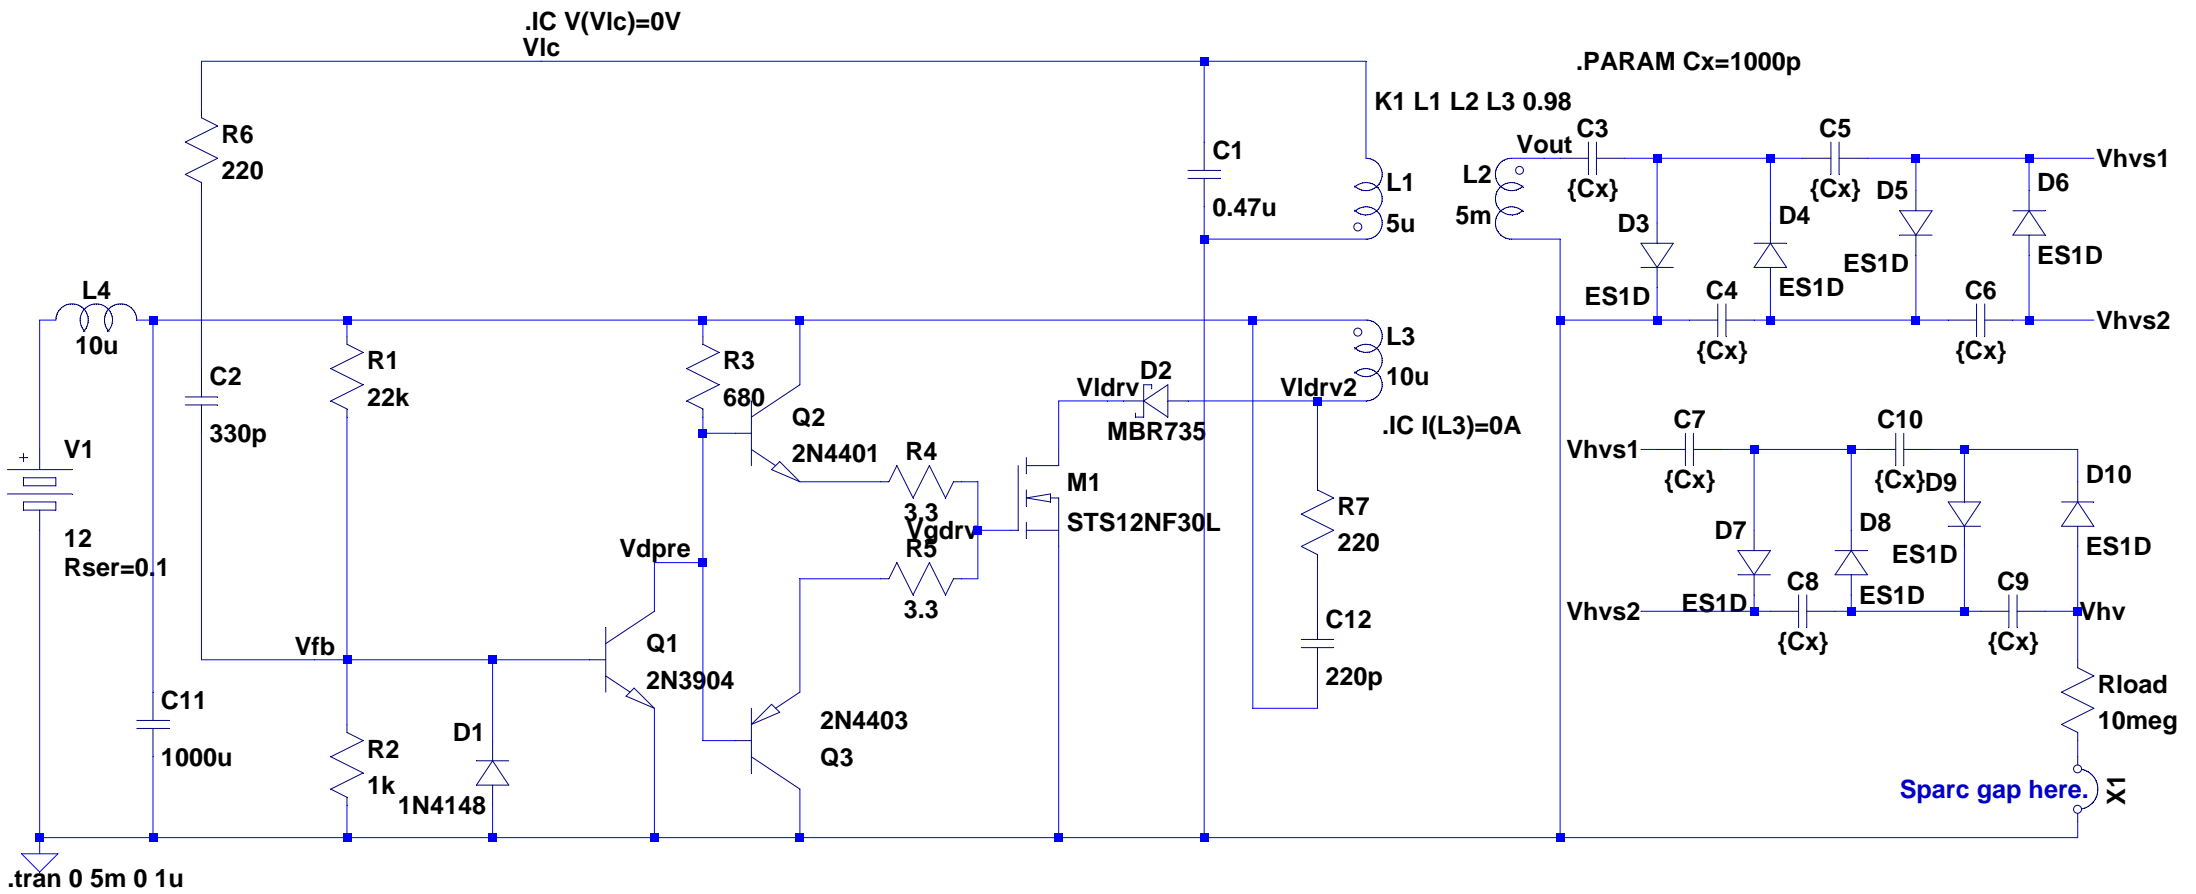 .IC V(Vlc)=0V
Vlc
.PARAM Cx=1000p
K1 L1 L2 L3 0.98
R6
220
C1
0.47u
L1
5u
L2
5m
Vout
C3
{Cx}
C5
{Cx}
D3
ES1D
D4
ES1D
D5
ES1D
D6
ES1D
Vhvs1
C4
{Cx}
C6
{Cx}
Vhvs2
L4
10u
C2
330p
R1
22k
R3
680
Q2
2N4401
R4
3.3
Vgdrv
R5
3.3
M1
STS12NF30L
Vldrv
D2
MBR735
Vldrv2
L3
10u
.IC I(L3)=0A
R7
220
C12
220p
V1
+
12
Rser=0.1
Vdpre
Vfb
Q1
2N3904
C11
1000u
R2
1k
D1
1N4148
2N4403
Q3
Vhvs1
C7
{Cx}
C10
{Cx}
D7
ES1D
D8
ES1D
D9
ES1D
D10
ES1D
Vhvs2
C8
{Cx}
C9
{Cx}
Vhv
Rload
10meg
Sparc gap here.
X1
.tran 0 5m 0 1u